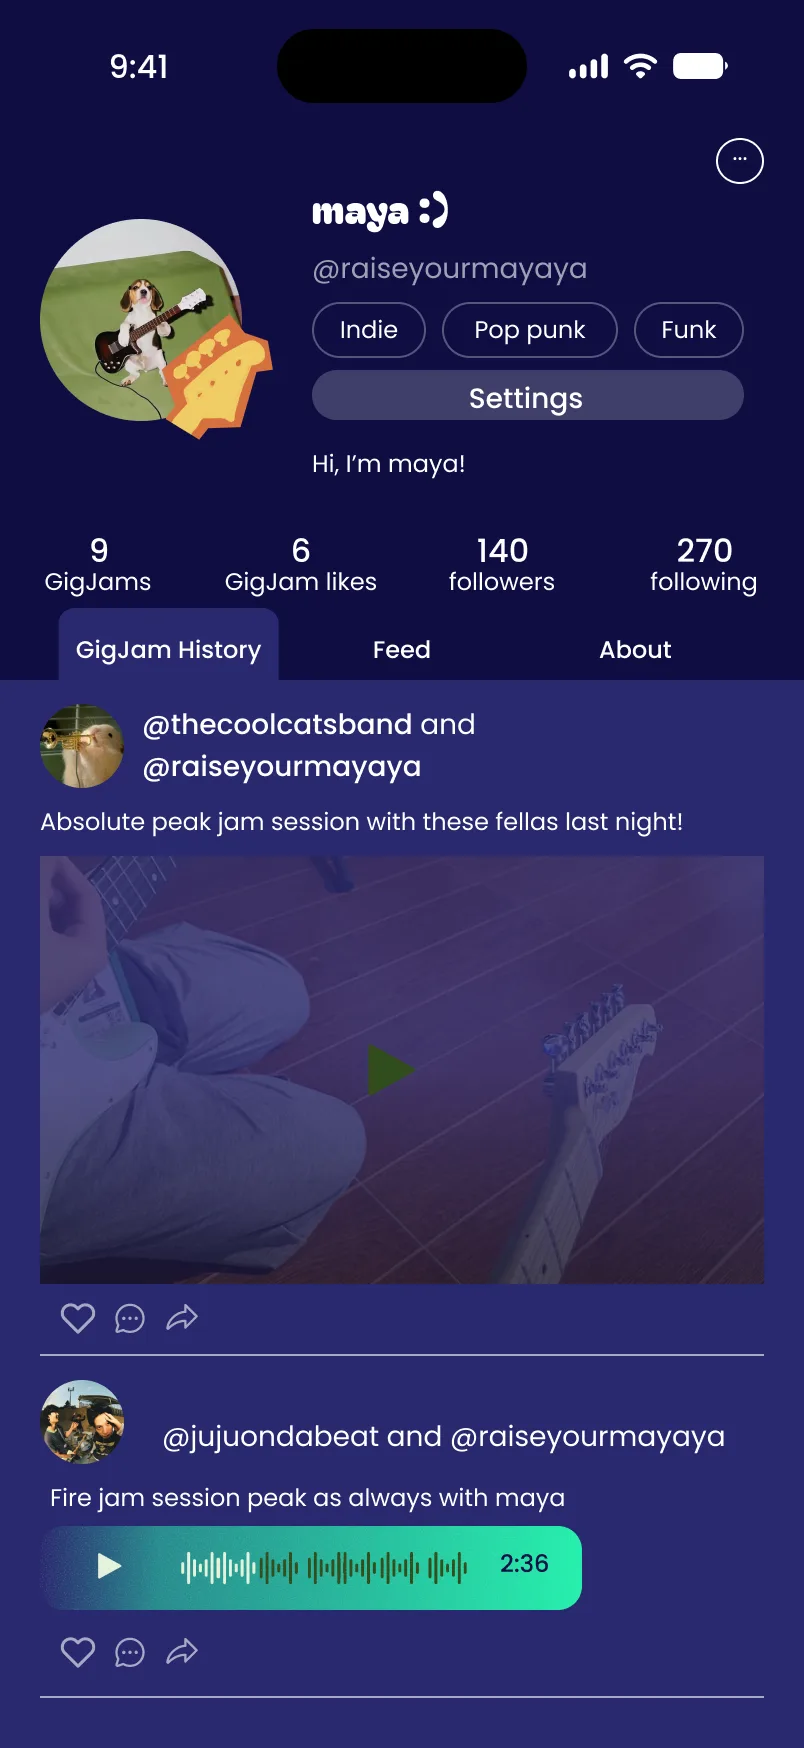 9:41
...
maya :)
@raiseyourmayaya
Indie Pop punk Funk
Settings
Hi, I’m maya!
9 6 140 270
GigJams GigJam likes followers following
GigJam History Feed About
@thecoolcatsband and
@raiseyourmayaya
Absolute peak jam session with these fellas last night!
@jujuondabeat and @raiseyourmayaya
Fire jam session peak as always with maya
2:36